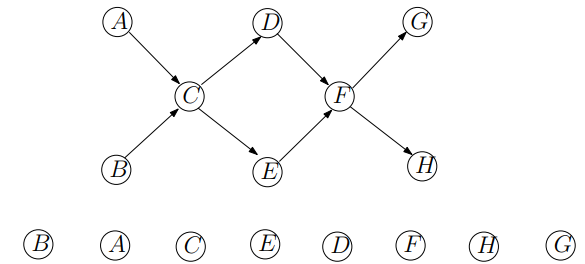 A D G
C F
B E H
B A C E D F H G